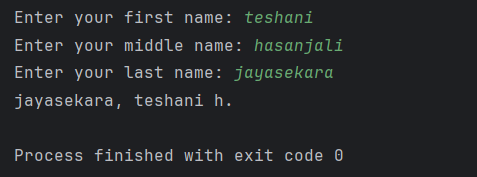 Enter your first name: teshani
Enter your middle name: hasanjali
Enter your last name: jayasekara
jayasekara, teshani h.
Process finished with exit code 0